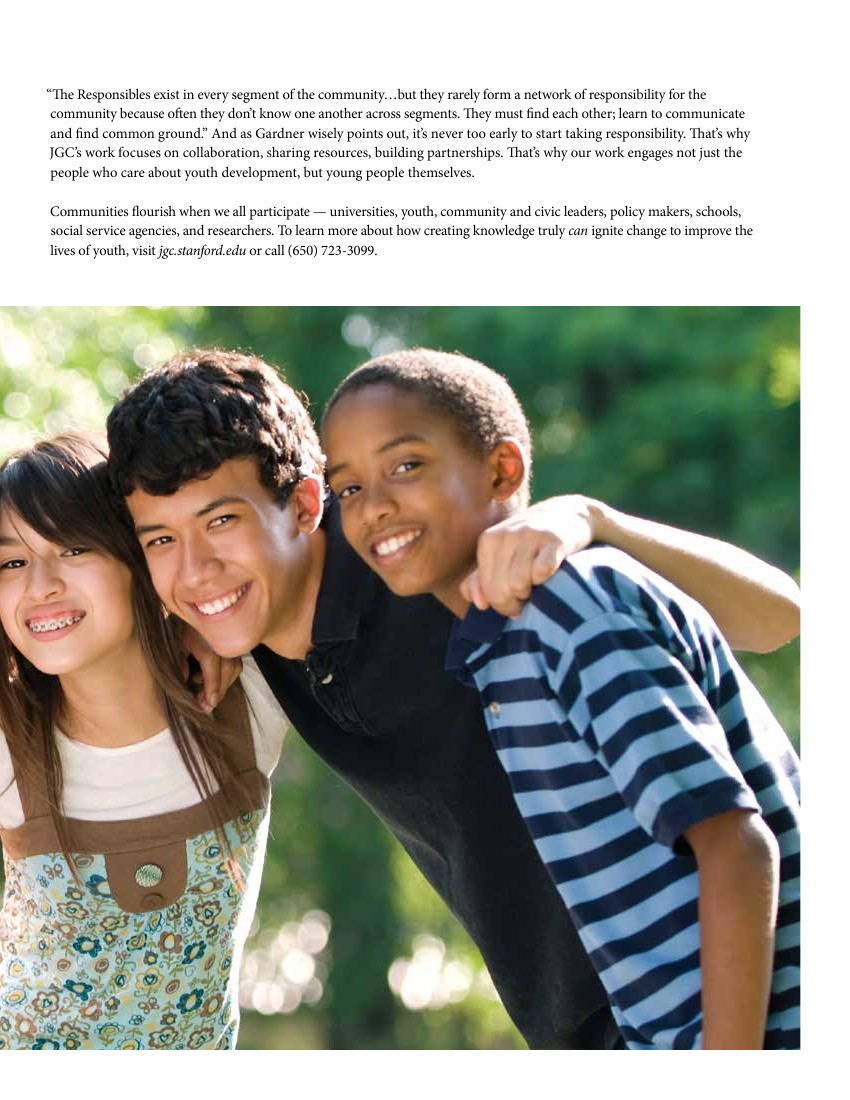 “The Responsibles exist in every segment of the community…but they rarely form a network of responsibility for the
community because often they don’t know one another across segments. They must find each other; learn to communicate
and find common ground.” And as Gardner wisely points out, it’s never too early to start taking responsibility. That’s why
JGC’s work focuses on collaboration, sharing resources, building partnerships. That’s why our work engages not just the
people who care about youth development, but young people themselves.
Communities flourish when we all participate — universities, youth, community and civic leaders, policy makers, schools,
social service agencies, and researchers. To learn more about how creating knowledge truly can ignite change to improve the
lives of youth, visit jgc.stanford.edu or call (650) 723-3099.